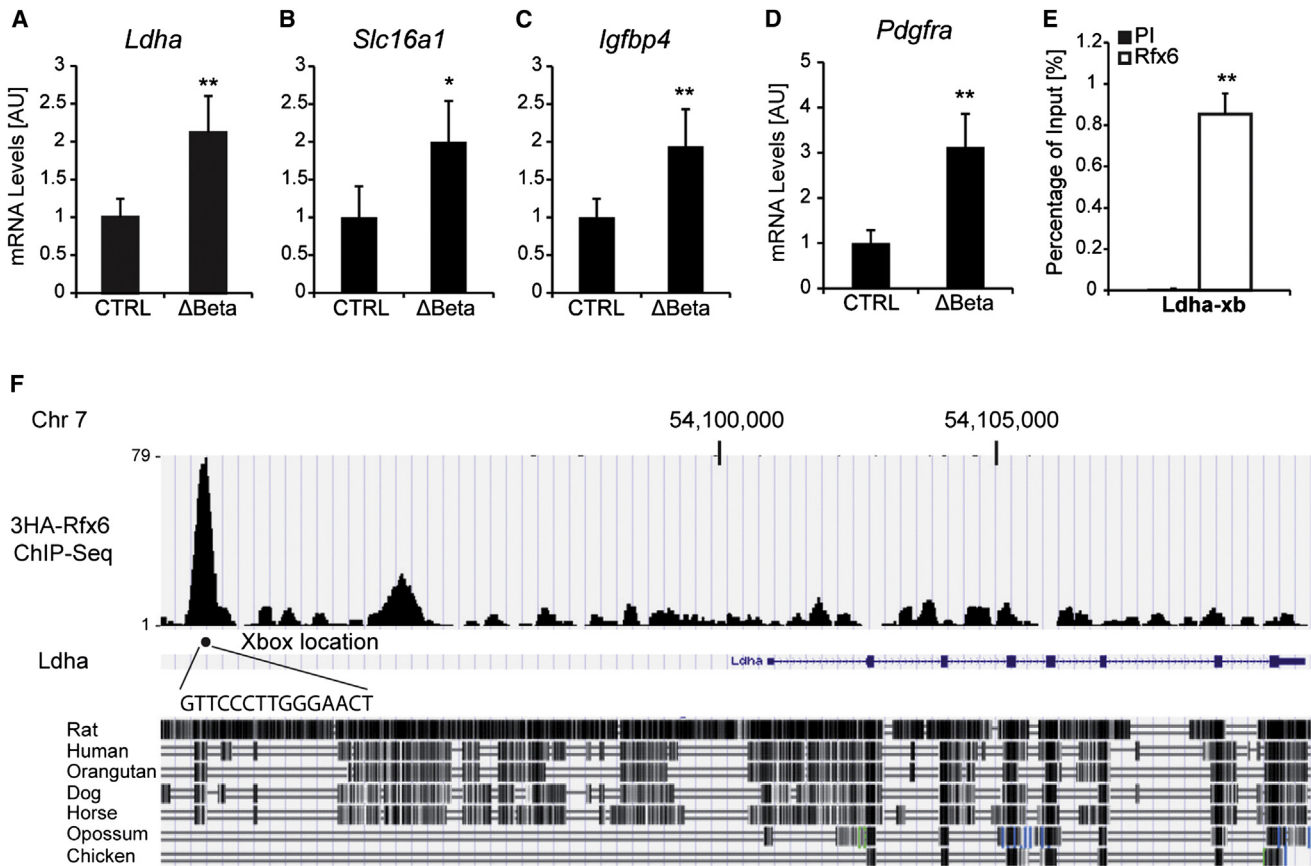 A
Ldha
mRNA Levels [AU]
3
2.5
2
1.5
1
0.5
0
**
CTRL ΔBeta
B
Slc16a1
3
2.5
2
1.5
1
0.5
0
*
CTRL ΔBeta
C
Igfbp4
3
2.5
2
1.5
1
0.5
0
**
CTRL ΔBeta
D
Pdgfra
mRNA Levels [AU]
5
4
3
2
1
0
**
CTRL ΔBeta
E
PI
Rfx6
Percentage of Input [%]
1.2
1
0.8
0.6
0.4
0.2
0
**
Ldha-xb
F
Chr 7
54,100,000 54,105,000
79
3HA-Rfx6
ChIP-Seq
1
Xbox location
Ldha
Ldha
GTTCCCTTGGGAACT
Rat
Human
Orangutan
Dog
Horse
Opossum
Chicken